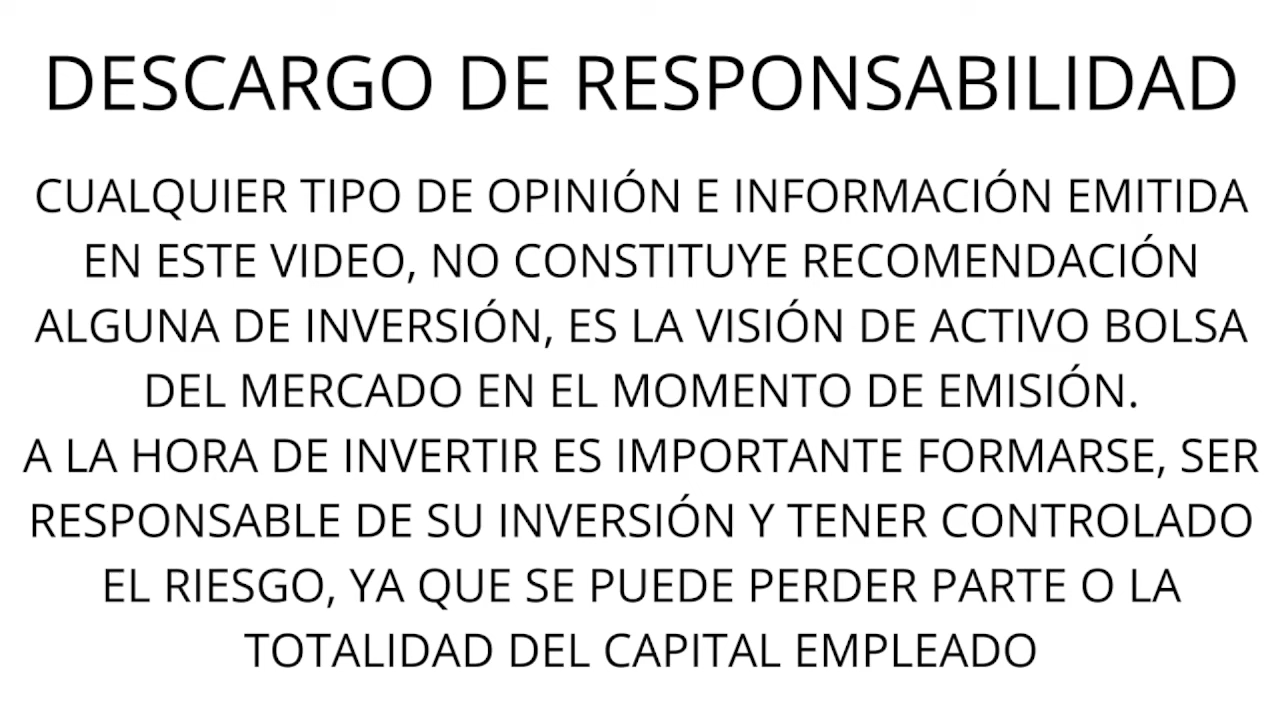 DESCARGO DE RESPONSABILIDAD
CUALQUIER TIPO DE OPINIÓN E INFORMACIÓN EMITIDA
EN ESTE VIDEO, NO CONSTITUYE RECOMENDACIÓN
ALGUNA DE INVERSIÓN, ES LA VISIÓN DE ACTIVO BOLSA
DEL MERCADO EN EL MOMENTO DE EMISIÓN.
A LA HORA DE INVERTIR ES IMPORTANTE FORMARSE, SER
RESPONSABLE DE SU INVERSIÓN Y TENER CONTROLADO
EL RIESGO, YA QUE SE PUEDE PERDER PARTE O LA
TOTALIDAD DEL CAPITAL EMPLEADO